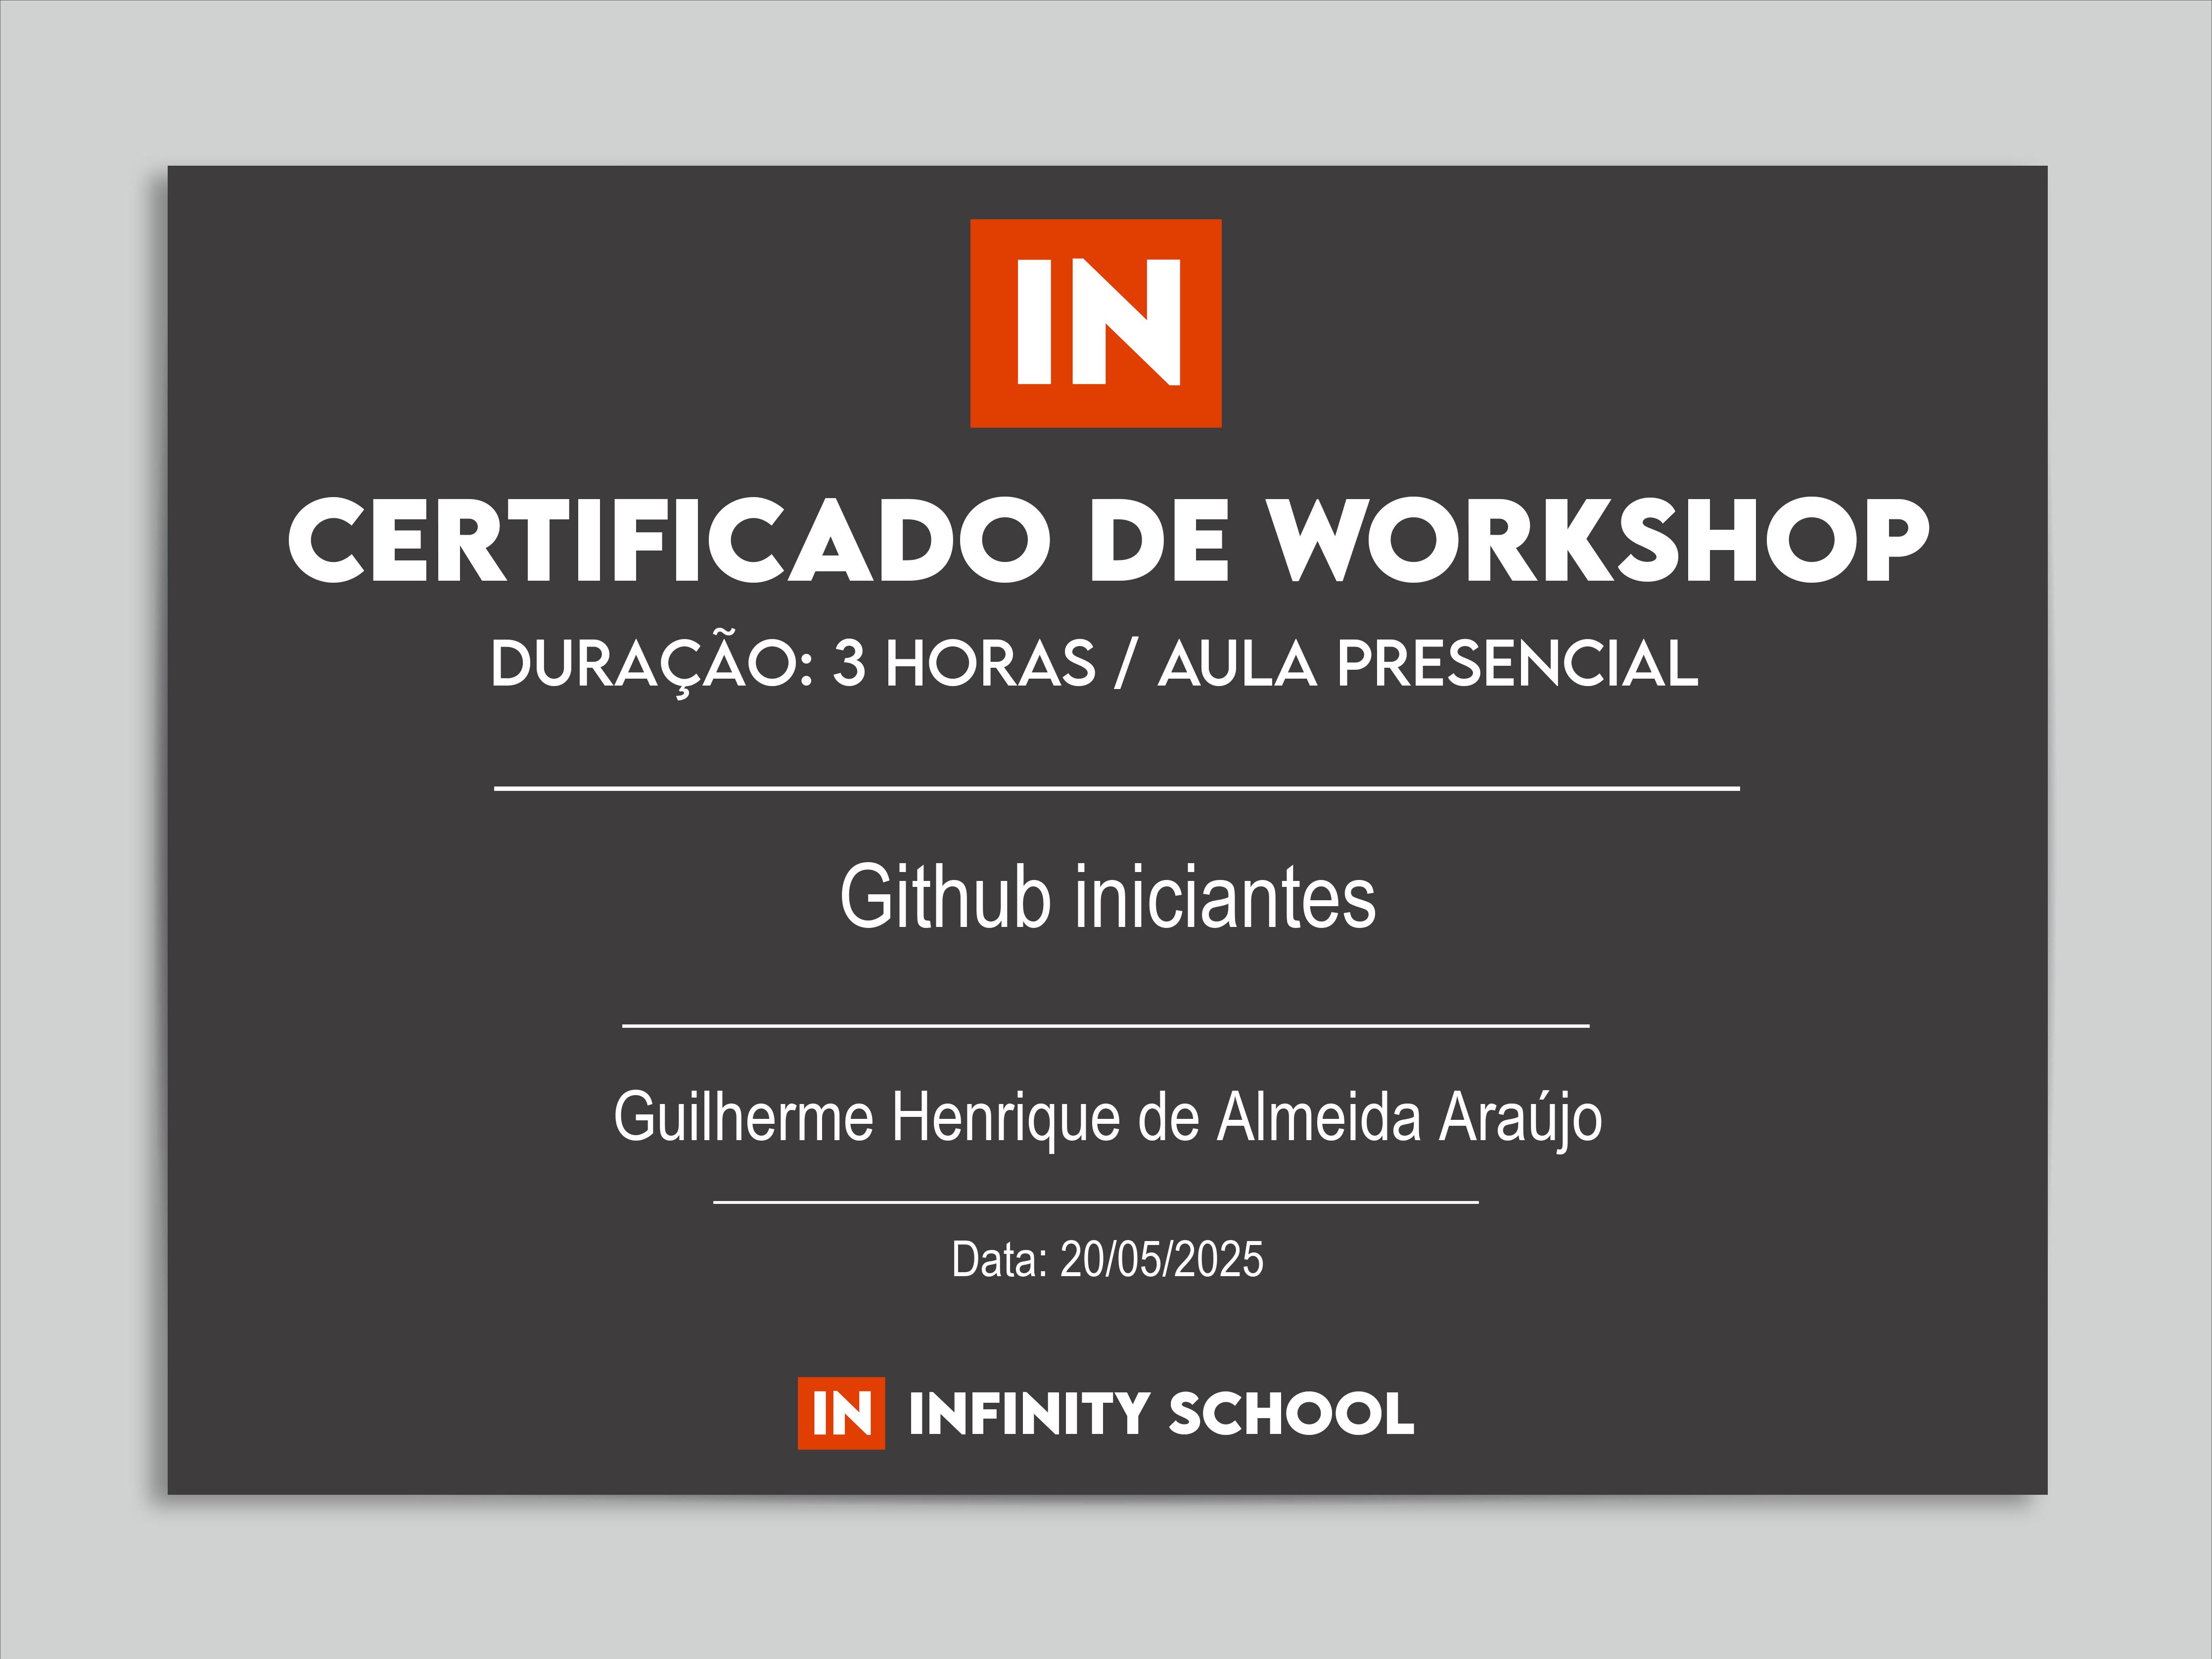 IN
CERTIFICADO DE WORKSHOP
DURAÇÃO: 3 HORAS / AULA PRESENCIAL
Github iniciantes
Guilherme Henrique de Almeida Araújo
Data: 20/05/2025
IN INFINITY SCHOOL